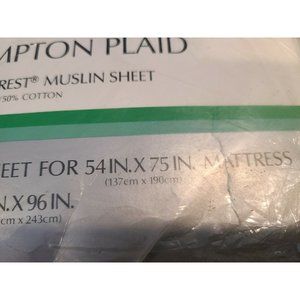 MPTON PLAID
REST® MUSLIN SHEET
/50% COTTON
EET FOR 54 IN. X 75 IN. MATTRESS
(137cm x 190cm)
N. X 96 IN.
cm x 243cm)